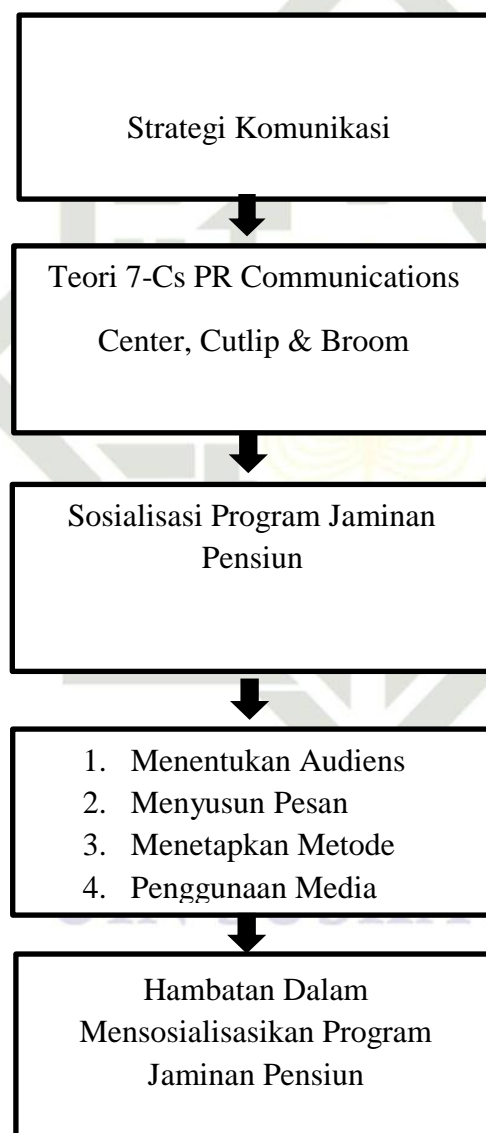 Strategi Komunikasi
Teori 7-Cs PR Communications
Center, Cutlip & Broom
Sosialisasi Program Jaminan
Pensiun
1. Menentukan Audiens
2. Menyusun Pesan
3. Menetapkan Metode
4. Penggunaan Media
Hambatan Dalam
Mensosialisasikan Program
Jaminan Pensiun